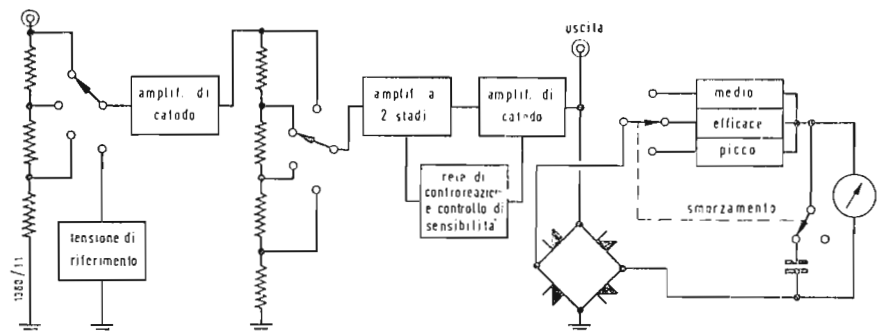 uscita
amplif. di
catodo
amplif. a
2 stadi
amplif. di
catodo
medio
efficace
picco
rete di
controreazione
e controllo di
sensibilità
smorzamento
tensione di
riferimento
1380/11